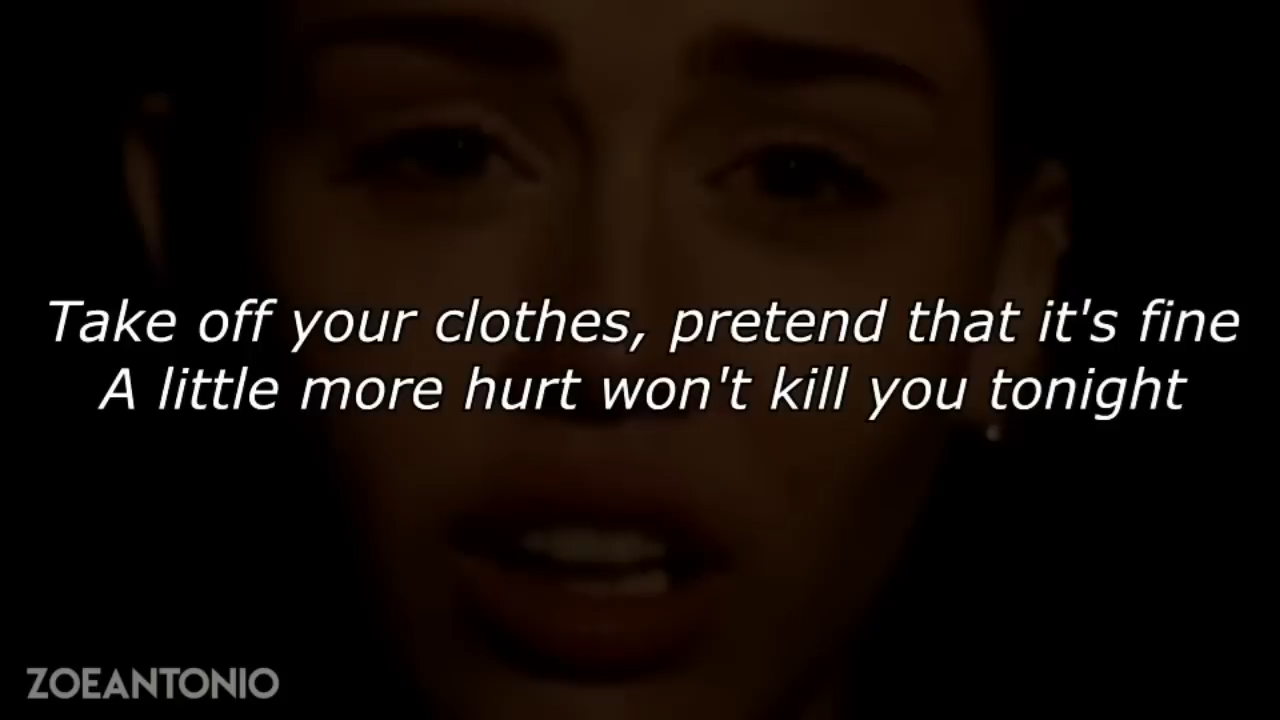 Take off your clothes, pretend that it's fine
A little more hurt won't kill you tonight
ZOEANTONIO